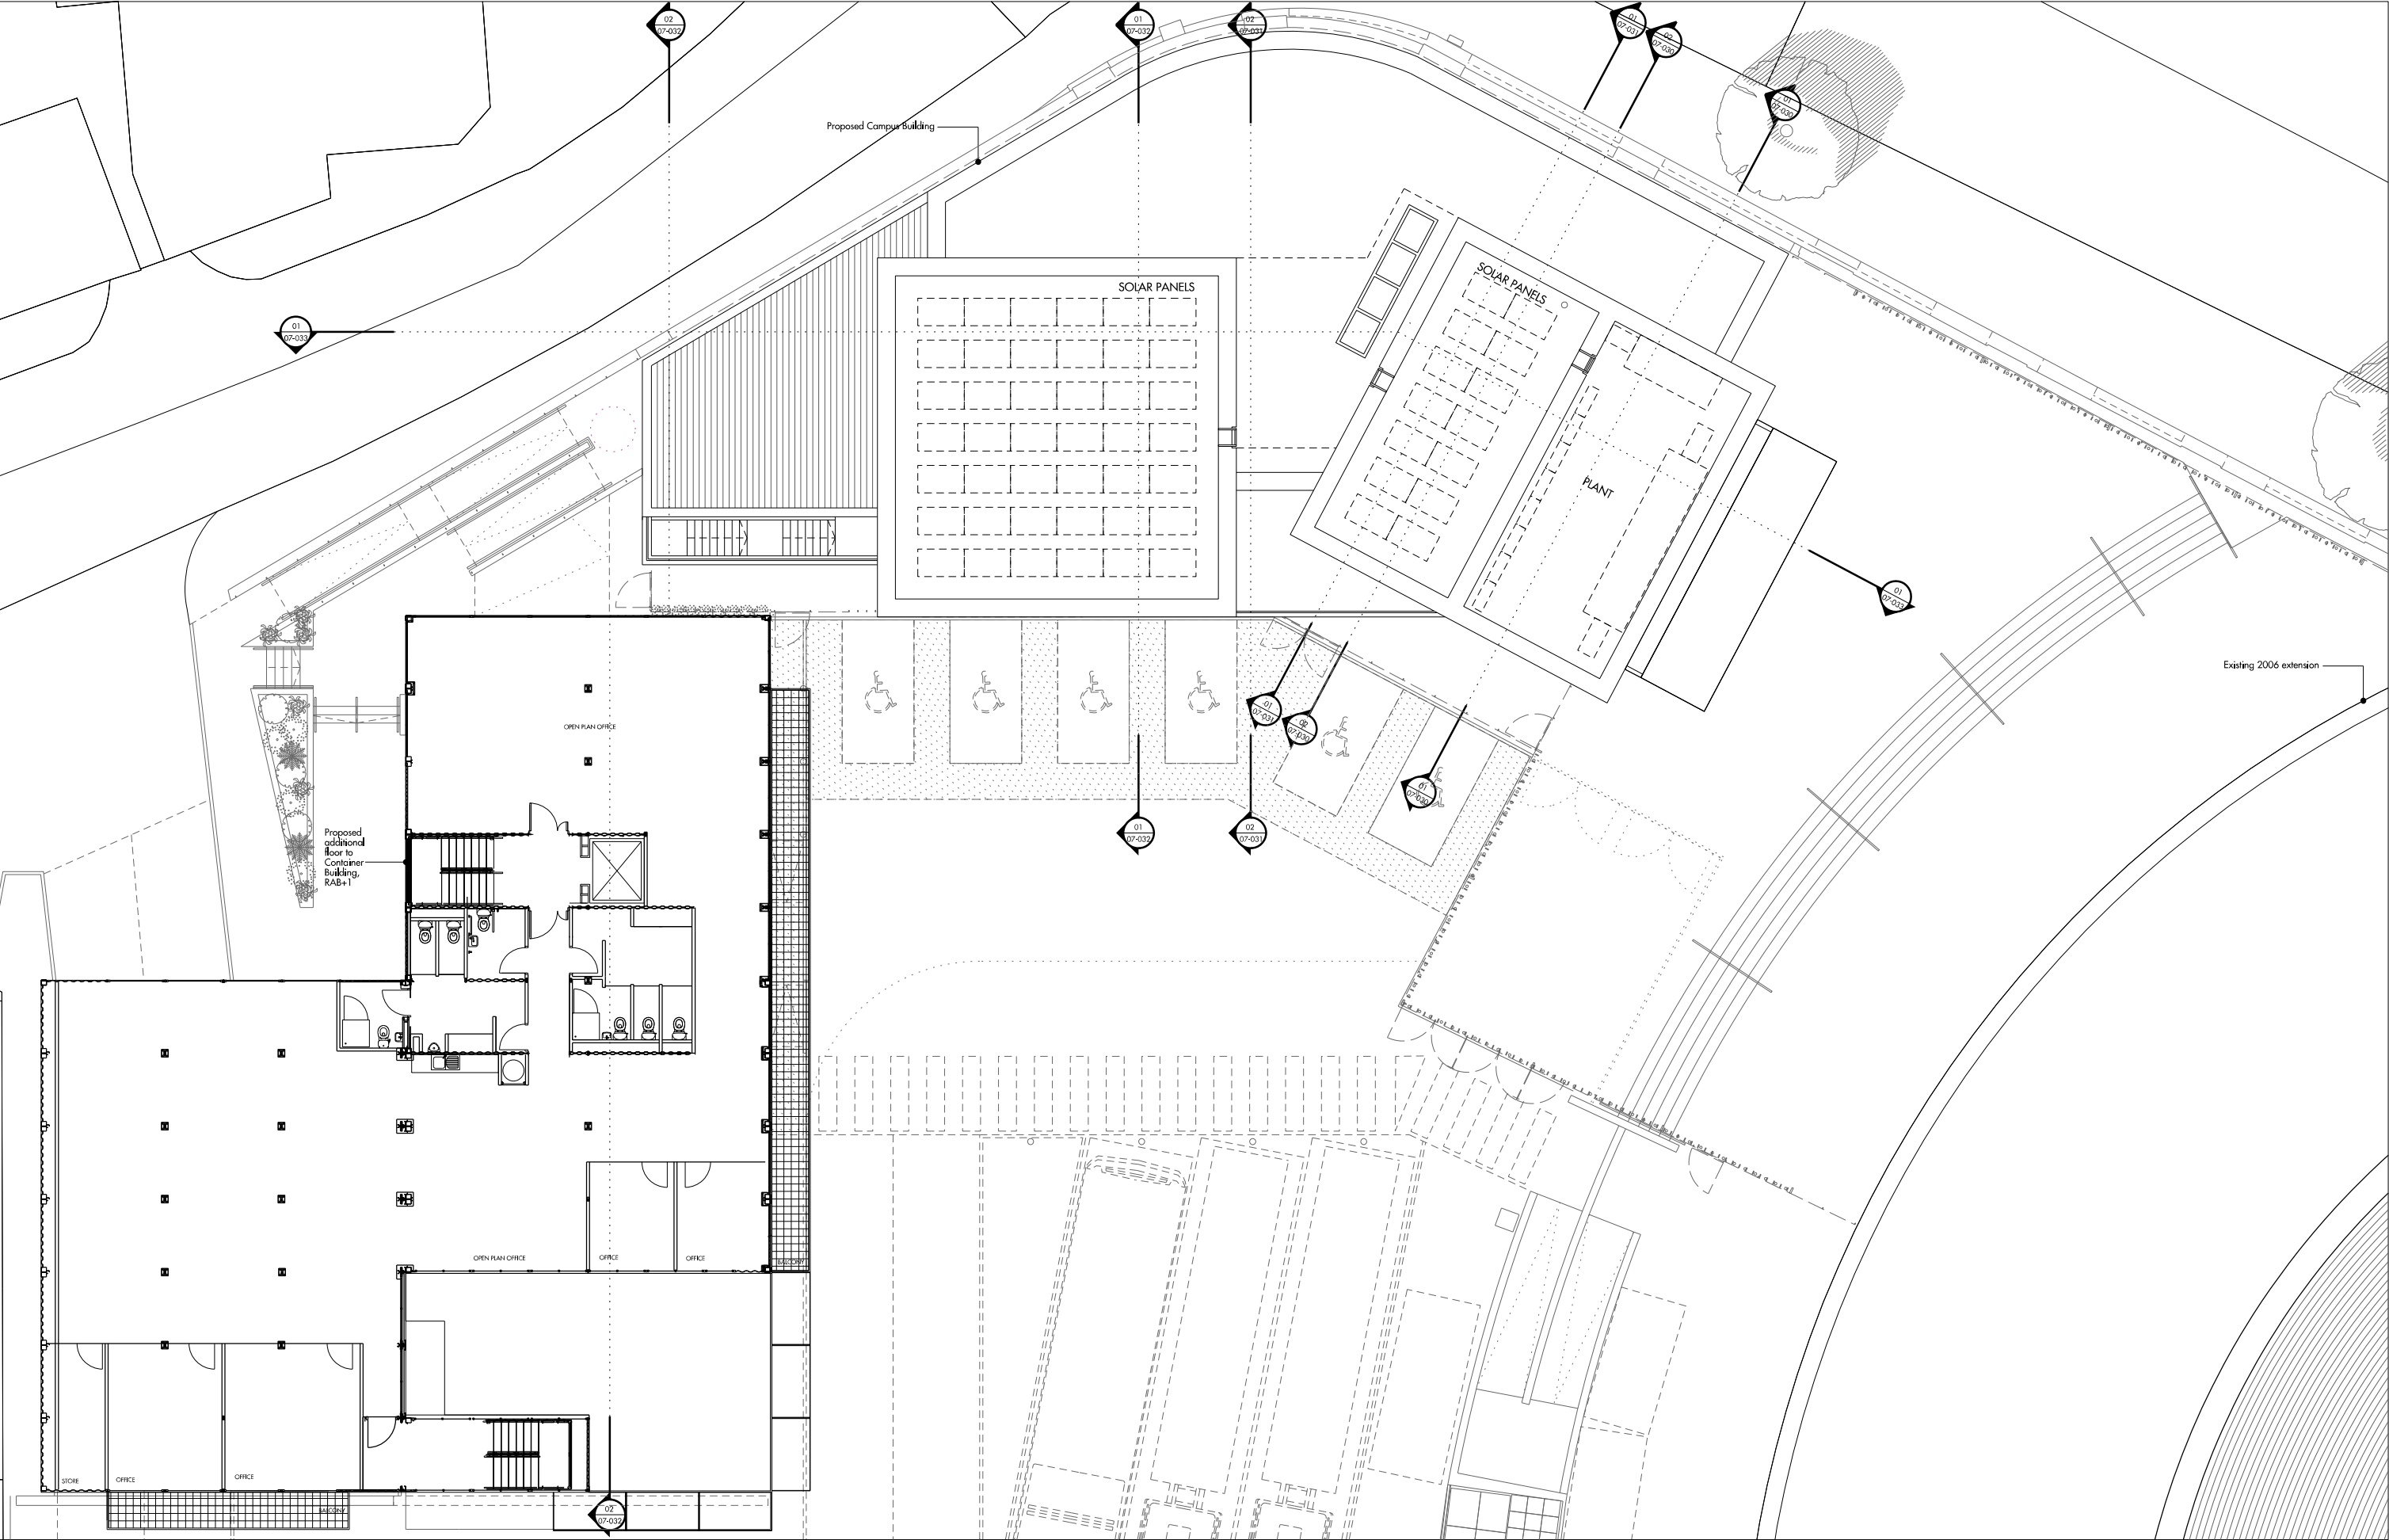 02
07-032
01
07-032
02
07-031
01
07-031
02
07-030
01
07-030
Proposed Campus Building
SOLAR PANELS
SOLAR PANELS
01
07-033
PLANT
01
07-033
Existing 2006 extension
OPEN PLAN OFFICE
01
07-031
02
07-030
01
07-030
Proposed
additional
floor to
Container
Building,
RAB+1
01
07-032
02
07-031
OPEN PLAN OFFICE
OFFICE
OFFICE
BALCONY
STORE
OFFICE
OFFICE
BALCONY
02
07-032